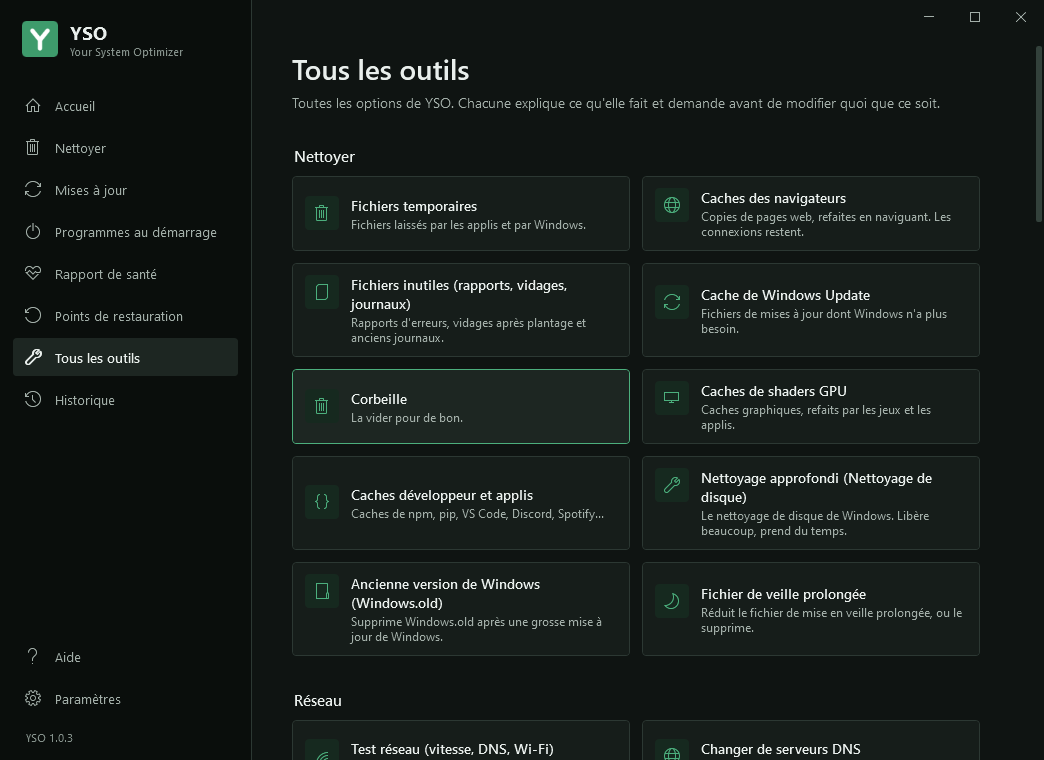 YSO
Your System Optimizer
Accueil
Nettoyer
Mises à jour
Programmes au démarrage
Rapport de santé
Points de restauration
Tous les outils
Historique
Aide
Paramètres
YSO 1.0.3
Tous les outils
Toutes les options de YSO. Chacune explique ce qu'elle fait et demande avant de modifier quoi que ce soit.
Nettoyer
Fichiers temporaires
Fichiers laissés par les applis et par Windows.
Caches des navigateurs
Copies de pages web, refaites en naviguant. Les
connexions restent.
Fichiers inutiles (rapports, vidages,
journaux)
Rapports d'erreurs, vidages après plantage et
anciens journaux.
Cache de Windows Update
Fichiers de mises à jour dont Windows n'a plus
besoin.
Corbeille
La vider pour de bon.
Caches de shaders GPU
Caches graphiques, refaits par les jeux et les
applis.
Caches développeur et applis
Caches de npm, pip, VS Code, Discord, Spotify...
Nettoyage approfondi (Nettoyage de
disque)
Le nettoyage de disque de Windows. Libère
beaucoup, prend du temps.
Ancienne version de Windows
(Windows.old)
Supprime Windows.old après une grosse mise à
jour de Windows.
Fichier de veille prolongée
Réduit le fichier de mise en veille prolongée, ou le
supprime.
Réseau
Test réseau (vitesse, DNS, Wi-Fi)
Changer de serveurs DNS